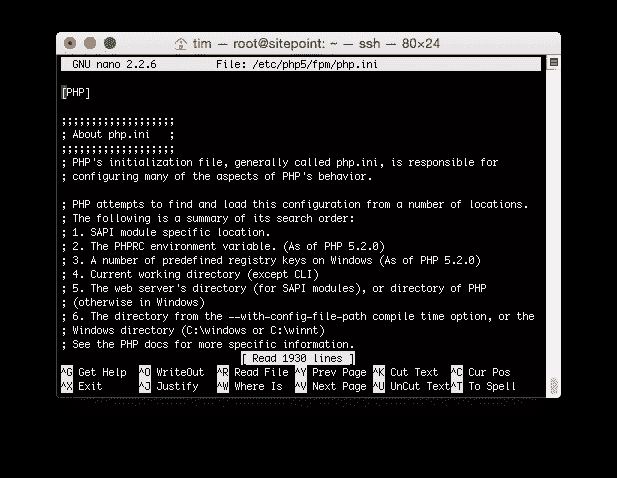 tim — root@sitepoint: ~ — ssh — 80×24
GNU nano 2.2.6 File: /etc/php5/fpm/php.ini
[PHP]
;;;;;;;;;;;;;;;;;;;
; About php.ini ;
;;;;;;;;;;;;;;;;;;;
; PHP's initialization file, generally called php.ini, is responsible for
; configuring many of the aspects of PHP's behavior.
; PHP attempts to find and load this configuration from a number of locations.
; The following is a summary of its search order:
; 1. SAPI module specific location.
; 2. The PHPRC environment variable. (As of PHP 5.2.0)
; 3. A number of predefined registry keys on Windows (As of PHP 5.2.0)
; 4. Current working directory (except CLI)
; 5. The web server's directory (for SAPI modules), or directory of PHP
; (otherwise in Windows)
; 6. The directory from the --with-config-file-path compile time option, or the
; Windows directory (C:\windows or C:\winnt)
; See the PHP docs for more specific information.
[ Read 1930 lines ]
^G Get Help ^O WriteOut ^R Read File ^Y Prev Page ^K Cut Text ^C Cur Pos
^X Exit ^J Justify ^W Where Is ^V Next Page ^U UnCut Text ^T To Spell